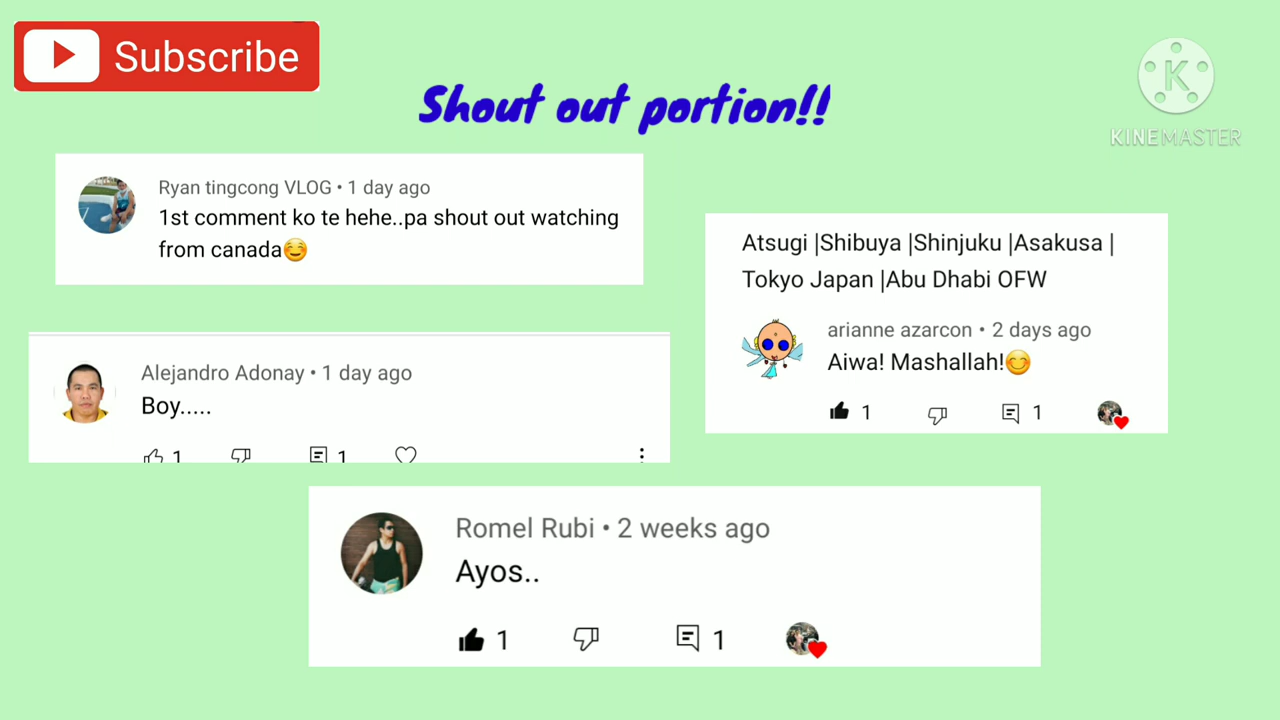 Subscribe
Shout out portion!!
KINEMASTER
Ryan tingcong VLOG • 1 day ago
1st comment ko te hehe..pa shout out watching
from canada😊
Atsugi |Shibuya |Shinjuku |Asakusa |
Tokyo Japan |Abu Dhabi OFW
arianne azarcon • 2 days ago
Aiwa! Mashallah!😊
1 1
Alejandro Adonay • 1 day ago
Boy.....
1 1
Romel Rubi • 2 weeks ago
Ayos..
1 1